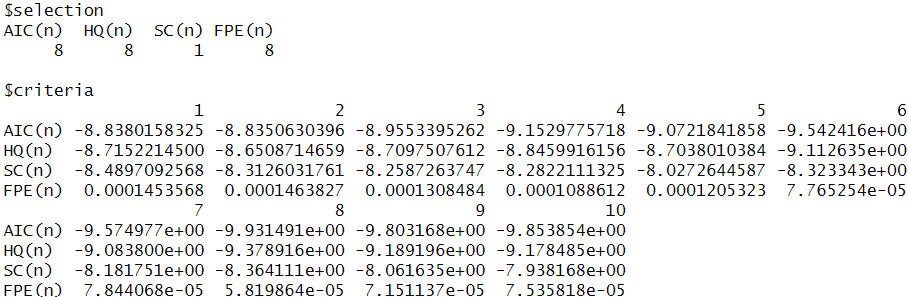 $selection
AIC(n)  HQ(n)  SC(n) FPE(n)
     8      8      1      8
$criteria
                  1             2             3             4             5             6
AIC(n) -8.8380158325 -8.8350630396 -8.9553395262 -9.1529775718 -9.0721841858 -9.542416e+00
HQ(n)  -8.7152214500 -8.6508714659 -8.7097507612 -8.8459916156 -8.7038010384 -9.112635e+00
SC(n)  -8.4897092568 -8.3126031761 -8.2587263747 -8.2822111325 -8.0272644587 -8.323343e+00
FPE(n)  0.0001453568  0.0001463827  0.0001308484  0.0001088612  0.0001205323  7.765254e-05
                   7             8             9            10
AIC(n) -9.574977e+00 -9.931491e+00 -9.803168e+00 -9.853854e+00
HQ(n)  -9.083800e+00 -9.378916e+00 -9.189196e+00 -9.178485e+00
SC(n)  -8.181751e+00 -8.364111e+00 -8.061635e+00 -7.938168e+00
FPE(n)  7.844068e-05  5.819864e-05  7.151137e-05  7.535818e-05